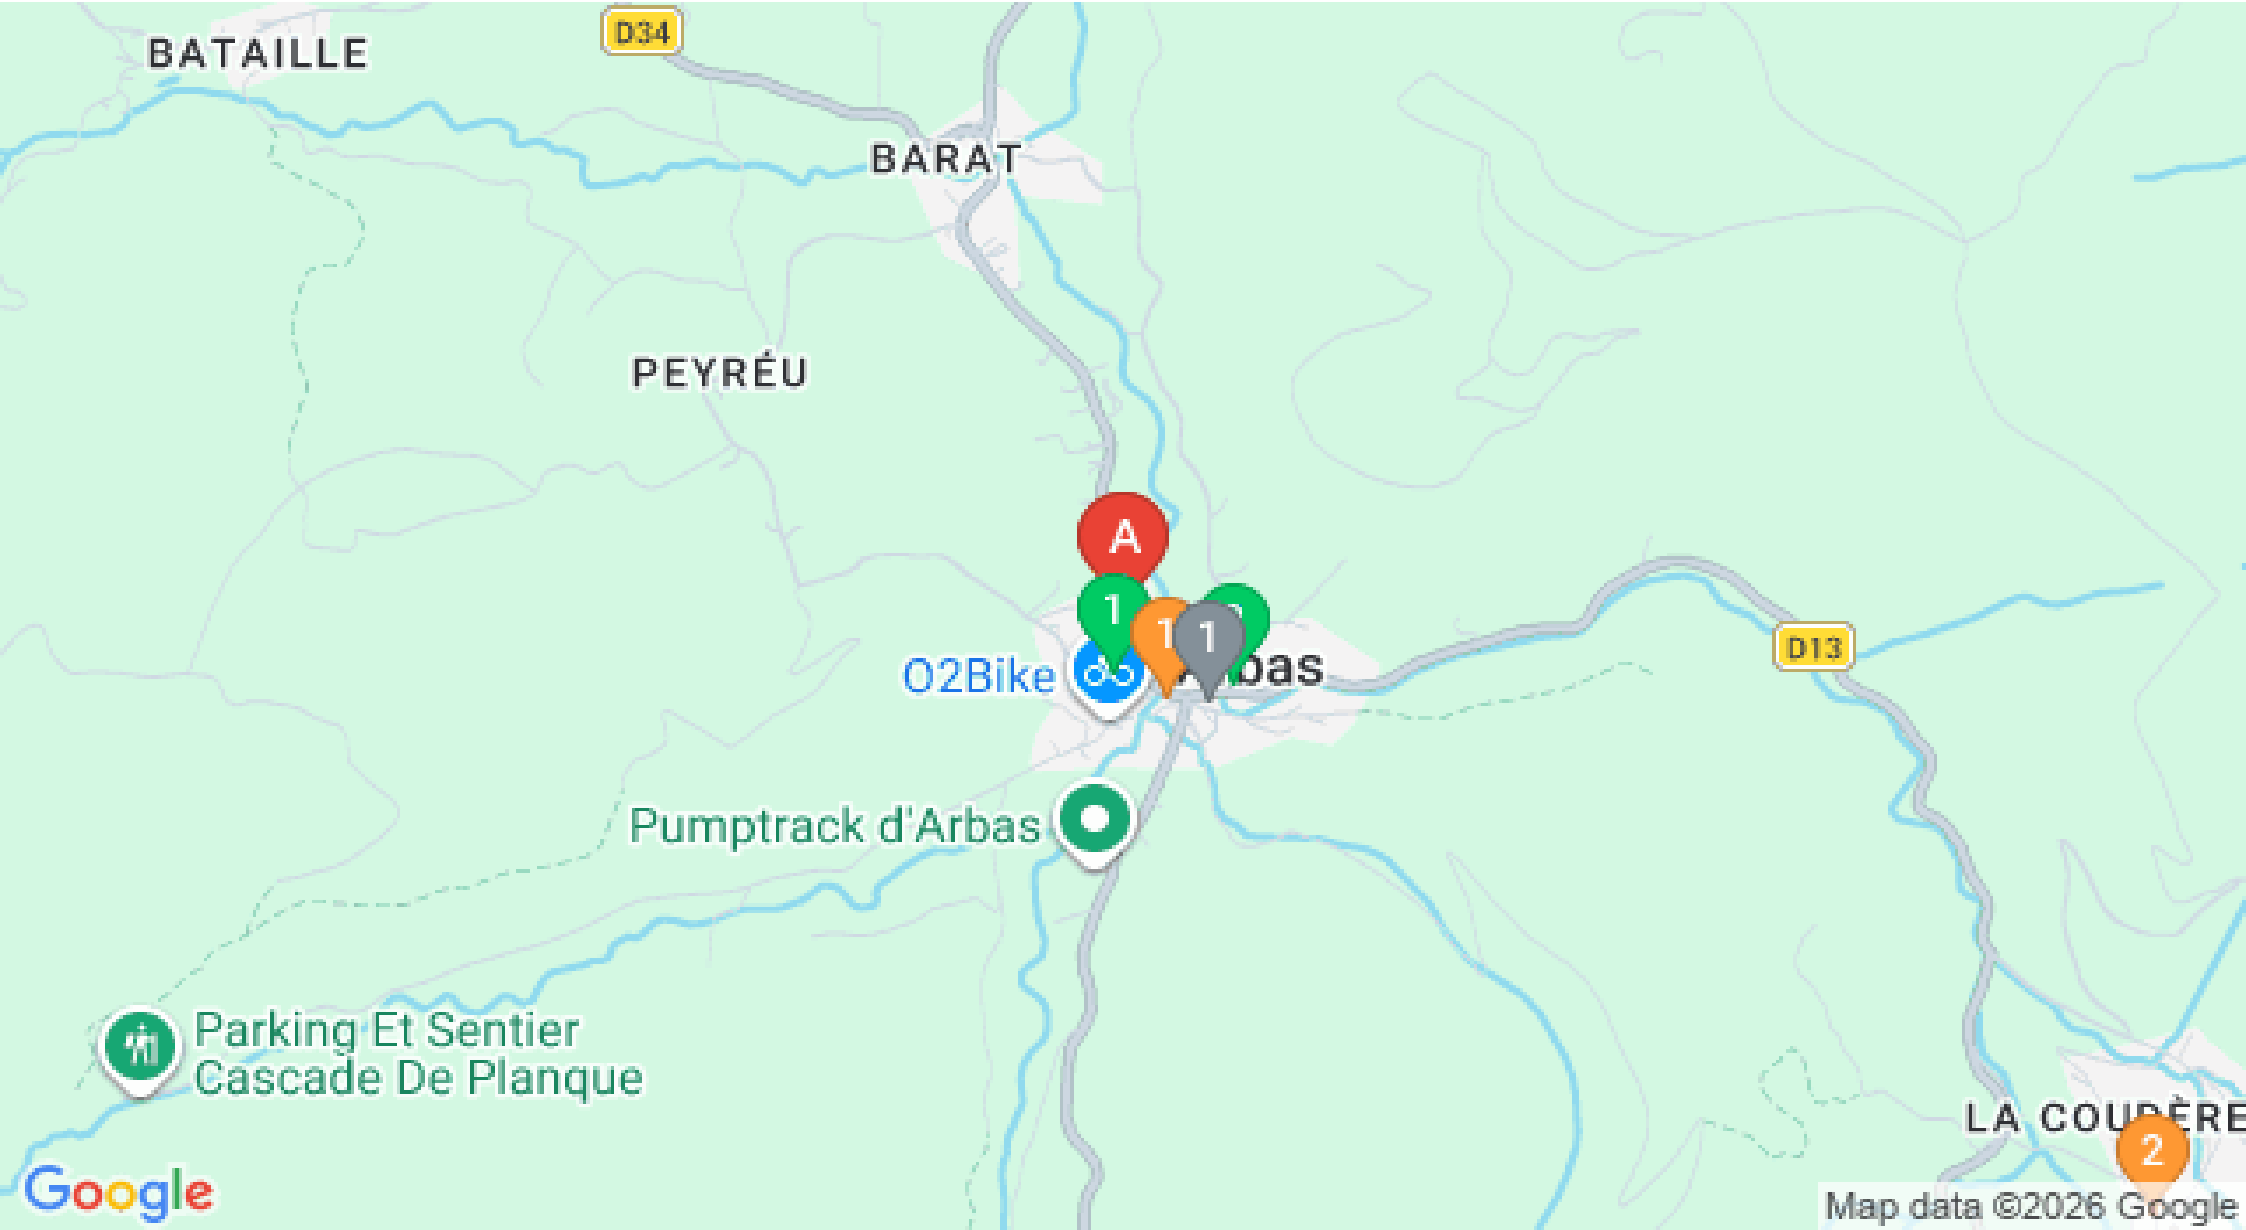 D34
BATAILLE
BARAT
PEYRÉU
A
1
1
1
O2Bike
D13
Pumptrack d'Arbas
Parking Et Sentier
Cascade De Planque
2
Google
Map data ©2026 Google